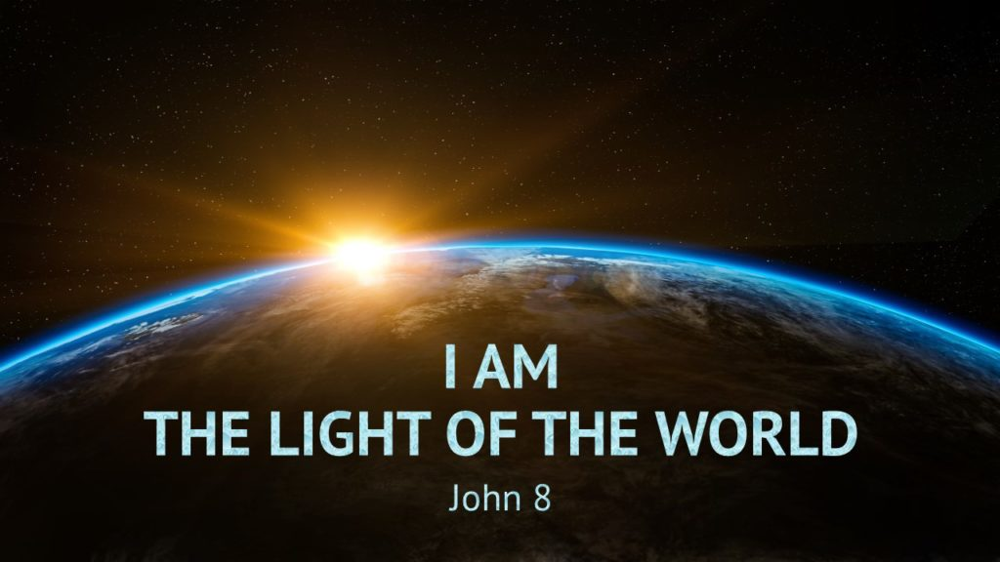 I AM
THE LIGHT OF THE WORLD
John 8